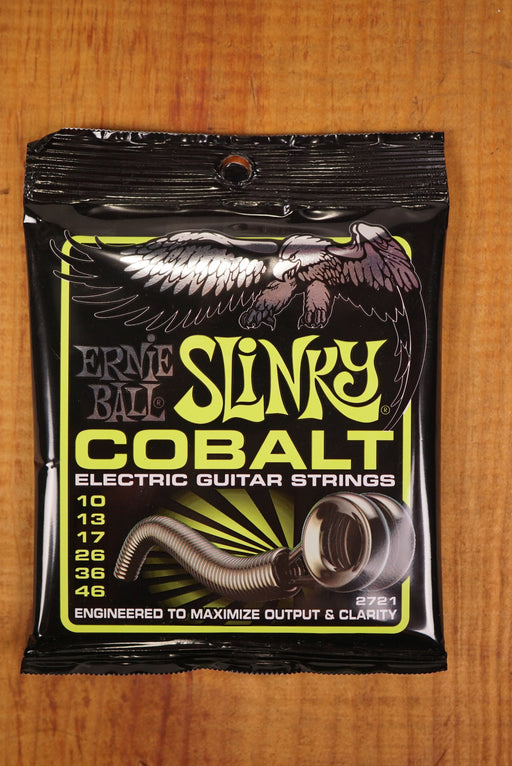 ERNIE
BALL®
SLINKY®
COBALT
ELECTRIC GUITAR STRINGS
10
13
17
26
36
46
2721
ENGINEERED TO MAXIMIZE OUTPUT & CLARITY